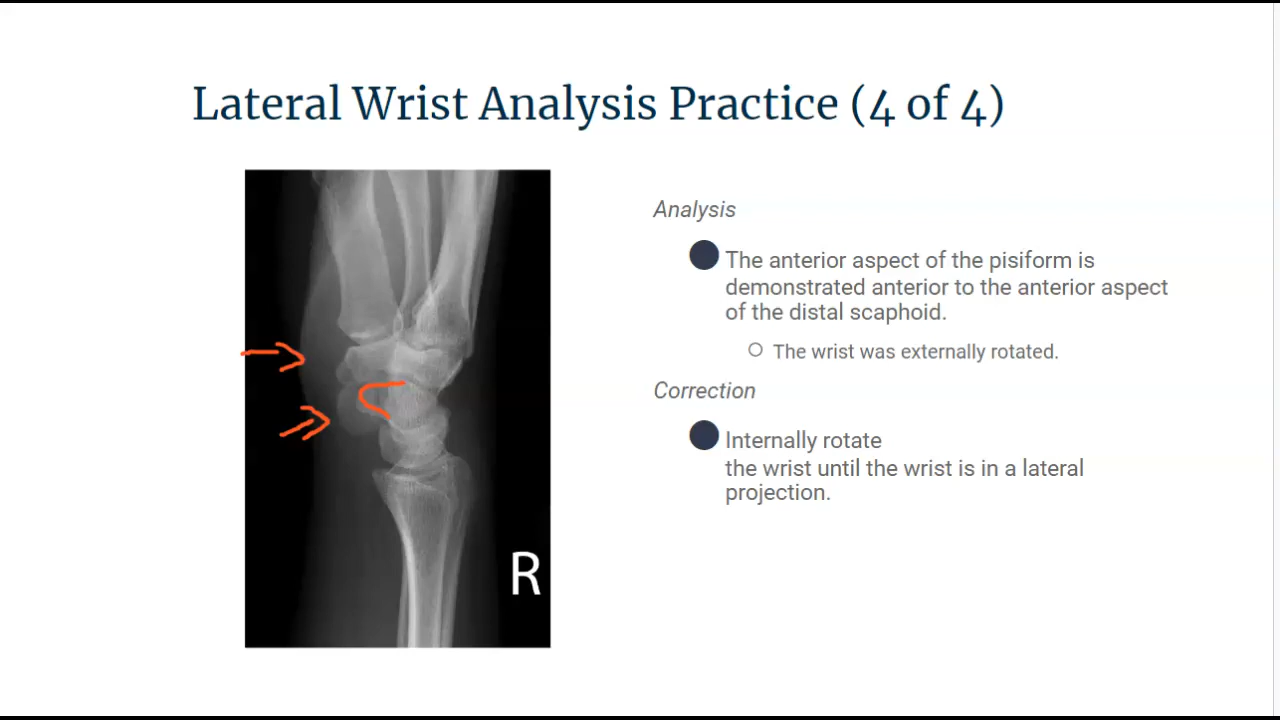 Lateral Wrist Analysis Practice (4 of 4)
Analysis
The anterior aspect of the pisiform is
demonstrated anterior to the anterior aspect
of the distal scaphoid.
The wrist was externally rotated.
Correction
Internally rotate
the wrist until the wrist is in a lateral
projection.
R